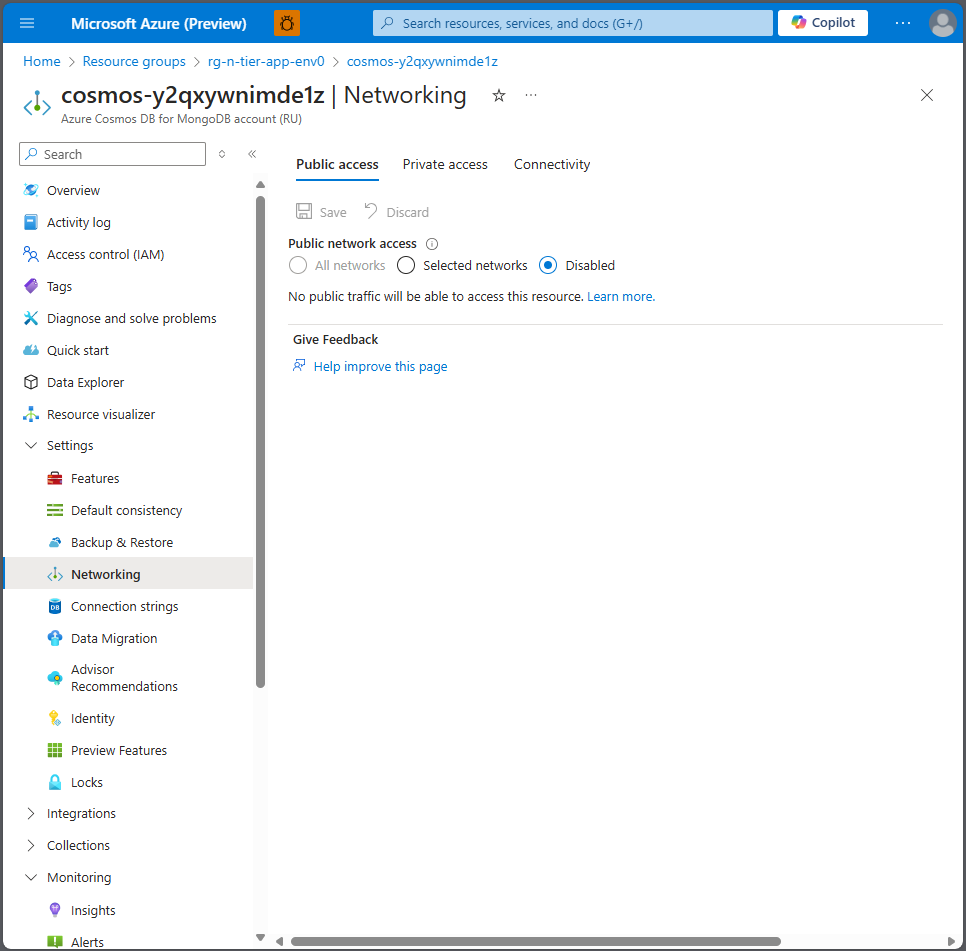 Microsoft Azure (Preview)
Search resources, services, and docs (G+/)
Copilot
Home > Resource groups > rg-n-tier-app-env0 > cosmos-y2qxywnimde1z
cosmos-y2qxywnimde1z | Networking
Azure Cosmos DB for MongoDB account (RU)
Search
Overview
Activity log
Access control (IAM)
Tags
Diagnose and solve problems
Quick start
Data Explorer
Resource visualizer
Settings
Features
Default consistency
Backup & Restore
Networking
Connection strings
Data Migration
Advisor
Recommendations
Identity
Preview Features
Locks
Integrations
Collections
Monitoring
Insights
Alerts
Public access Private access Connectivity
Save Discard
Public network access
All networks Selected networks Disabled
No public traffic will be able to access this resource. Learn more.
Give Feedback
Help improve this page